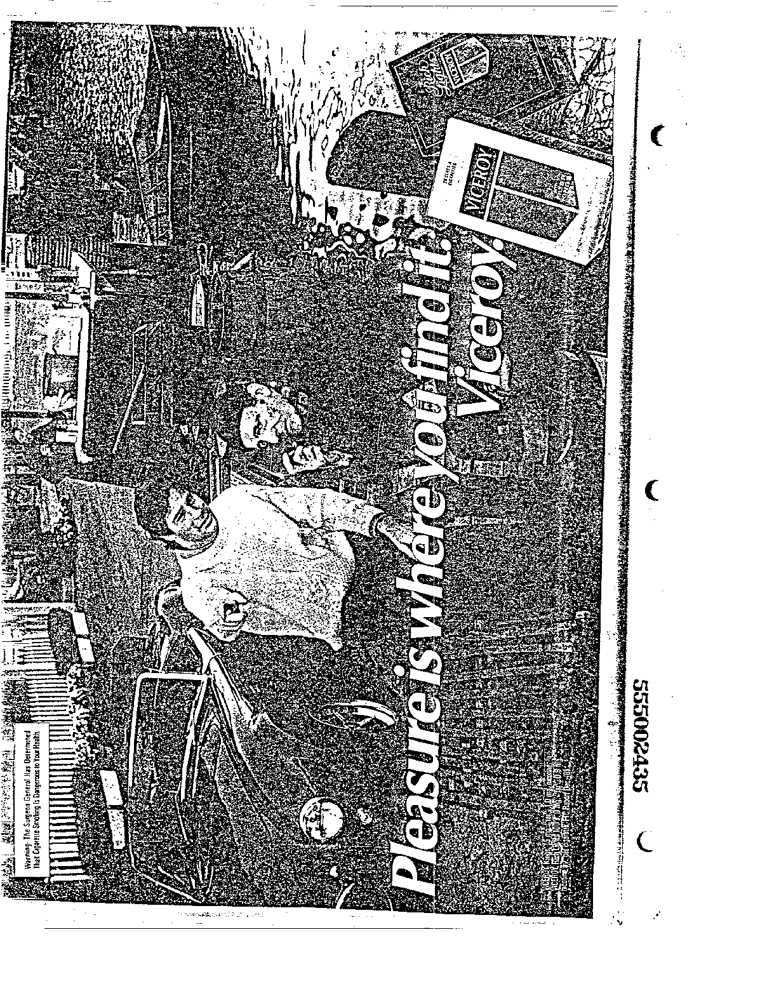 Warning: The Surgeon General Has Determined
That Cigarette Smoking Is Dangerous to Your Health.
Pleasure is where you find it.
Viceroy.
VICEROY
555002435